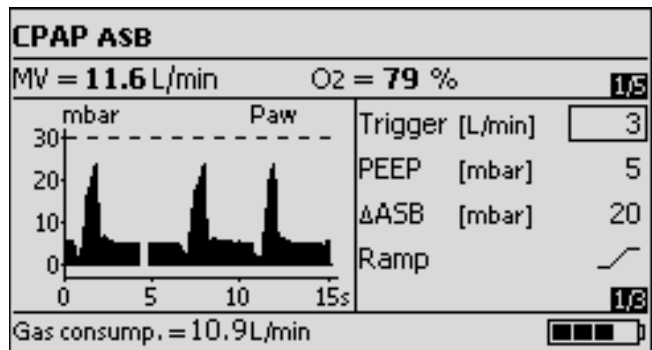 CPAP ASB
MV = 11.6 L/min O2 = 79 %
1/5
mbar Paw
30
20
10
0
0 5 10 15s
Trigger [L/min] 3
PEEP [mbar] 5
ΔASB [mbar] 20
Ramp
1/3
Gas consump. = 10.9L/min